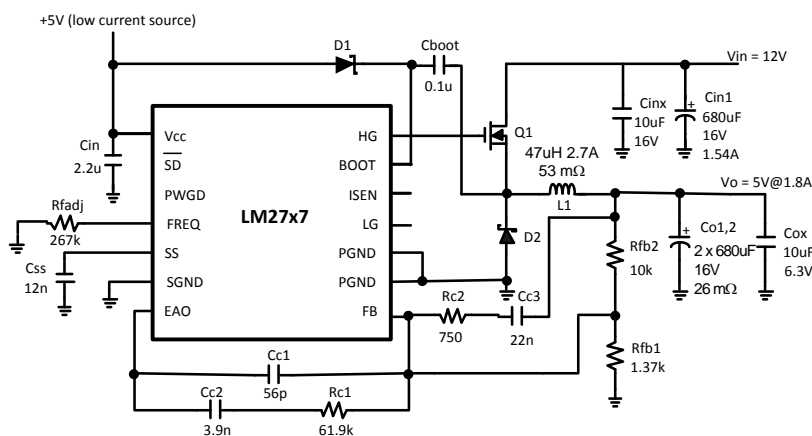 +5V (low current source)
D1
Cboot
0.1u
Vin = 12V
Cinx
10uF
16V
Cin1
+
680uF
16V
1.54A
Q1
Cin
2.2u
Vcc
SD
PWGD
FREQ
SS
SGND
EAO
LM27x7
HG
BOOT
ISEN
LG
PGND
PGND
FB
Rfadj
267k
Css
12n
47uH 2.7A
53 mΩ
L1
Vo = 5V@1.8A
D2
Rfb2
10k
+
Co1,2
2 x 680uF
16V
26 mΩ
Cox
10uF
6.3V
Rc2
750
Cc3
22n
Rfb1
1.37k
Cc1
56p
Cc2
3.9n
Rc1
61.9k